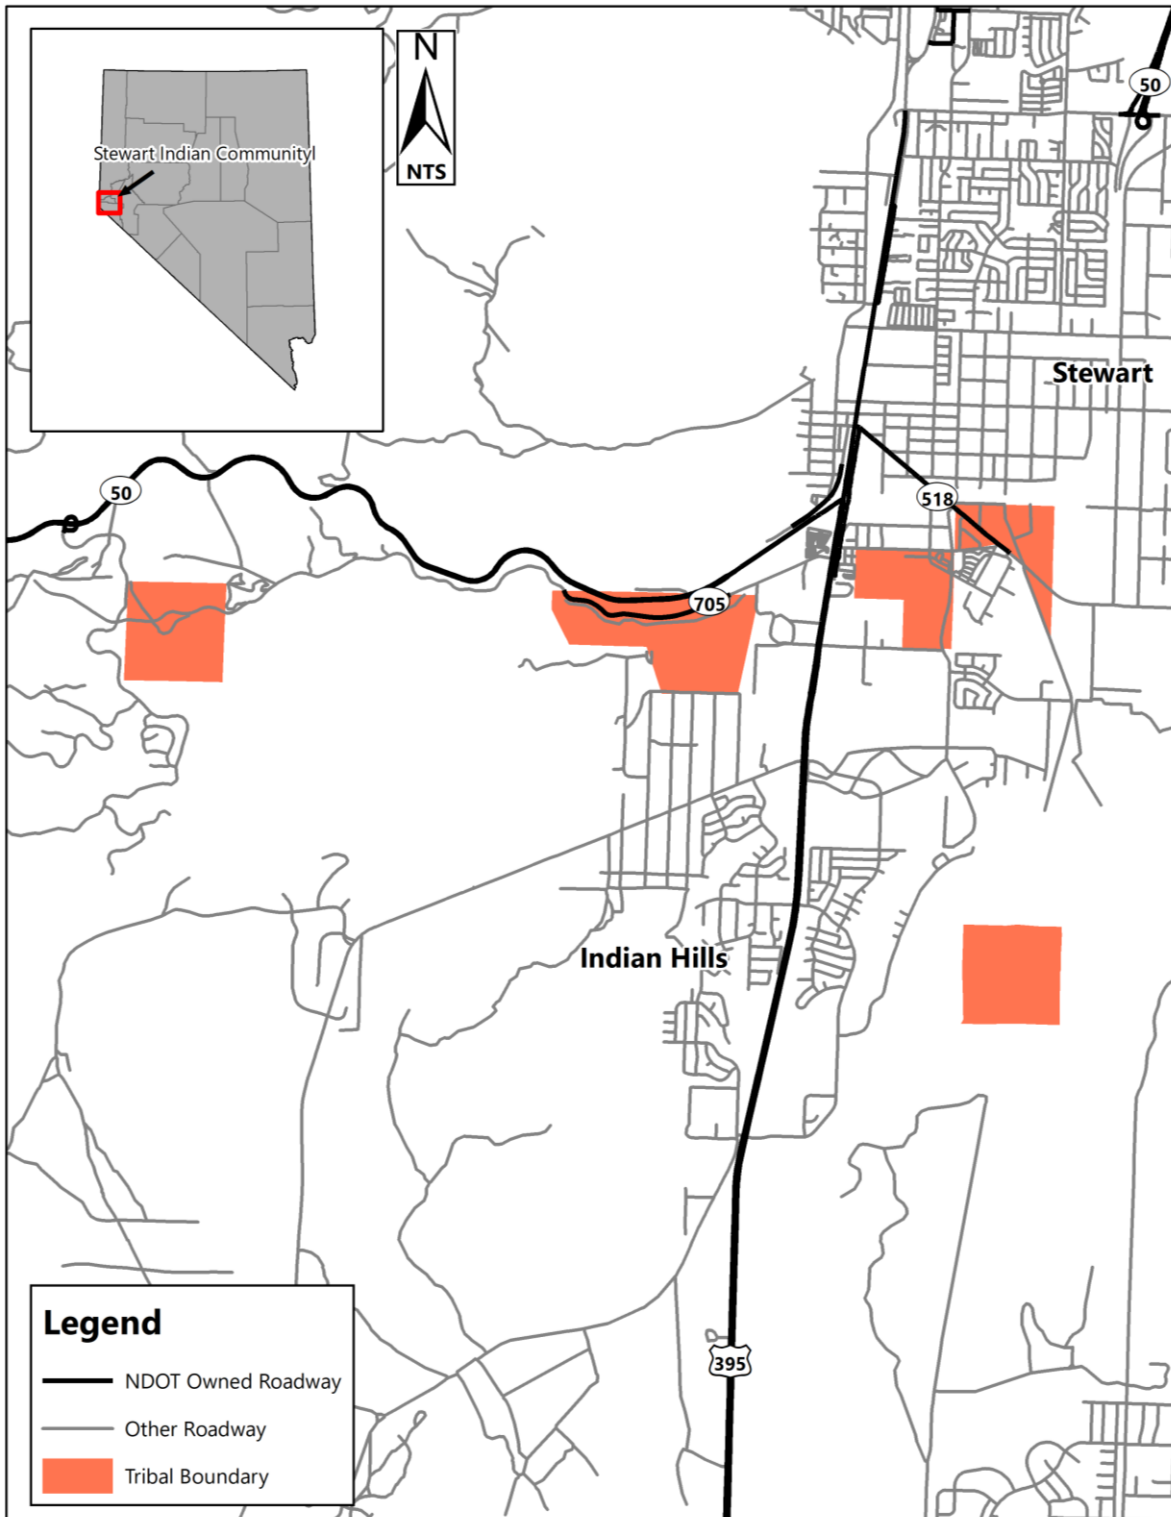 N
NTS
Stewart Indian Communityl
50
Stewart
50
518
705
Indian Hills
395
Legend
NDOT Owned Roadway
Other Roadway
Tribal Boundary